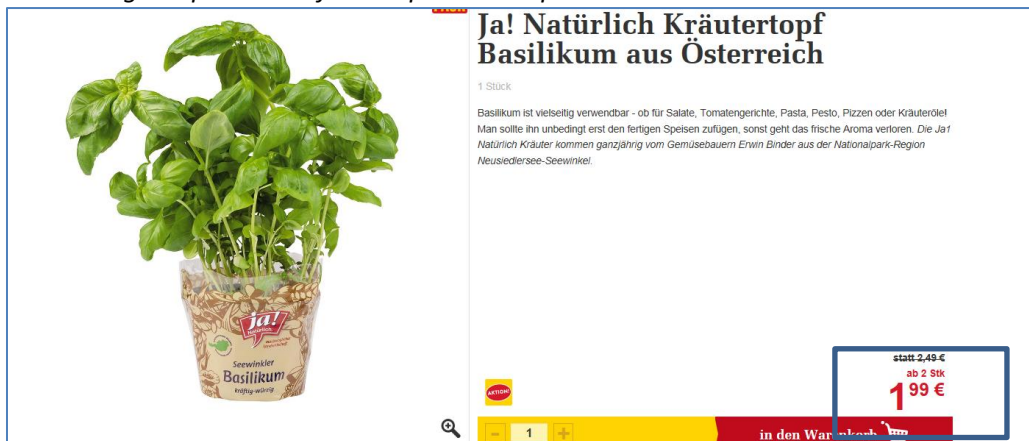 Ja! Natürlich Kräutertopf
Basilikum aus Österreich
1 Stück
Basilikum ist vielseitig verwendbar - ob für Salate, Tomatengerichte, Pasta, Pesto, Pizzen oder Kräuteröle!
Man sollte ihn unbedingt erst den fertigen Speisen zufügen, sonst geht das frische Aroma verloren. Die Ja!
Natürlich Kräuter kommen ganzjährig vom Gemüsebauern Erwin Binder aus der Nationalpark-Region
Neusiedlersee-Seewinkel.
ja!
Natürlich
Seewinkler
Basilikum
kräftig-würzig
statt 2,49 €
ab 2 Stk
1 99 €
AKTION!
- 1 +
in den Warenkorb